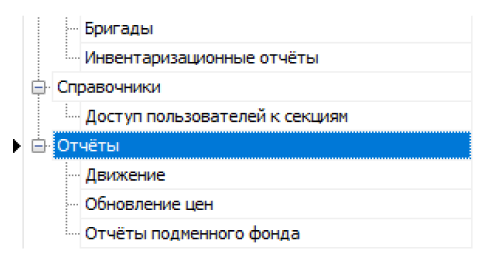 Бригады
Инвентаризационные отчёты
Справочники
Доступ пользователей к секциям
Отчёты
Движение
Обновление цен
Отчёты подменного фонда